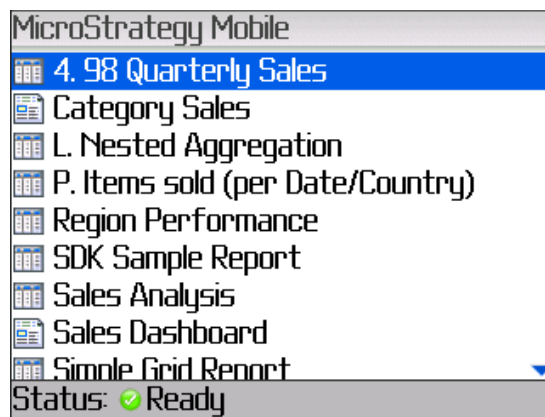 MicroStrategy Mobile
4. 98 Quarterly Sales
Category Sales
L. Nested Aggregation
P. Items sold (per Date/Country)
Region Performance
SDK Sample Report
Sales Analysis
Sales Dashboard
Simple Grid Report
Status: Ready